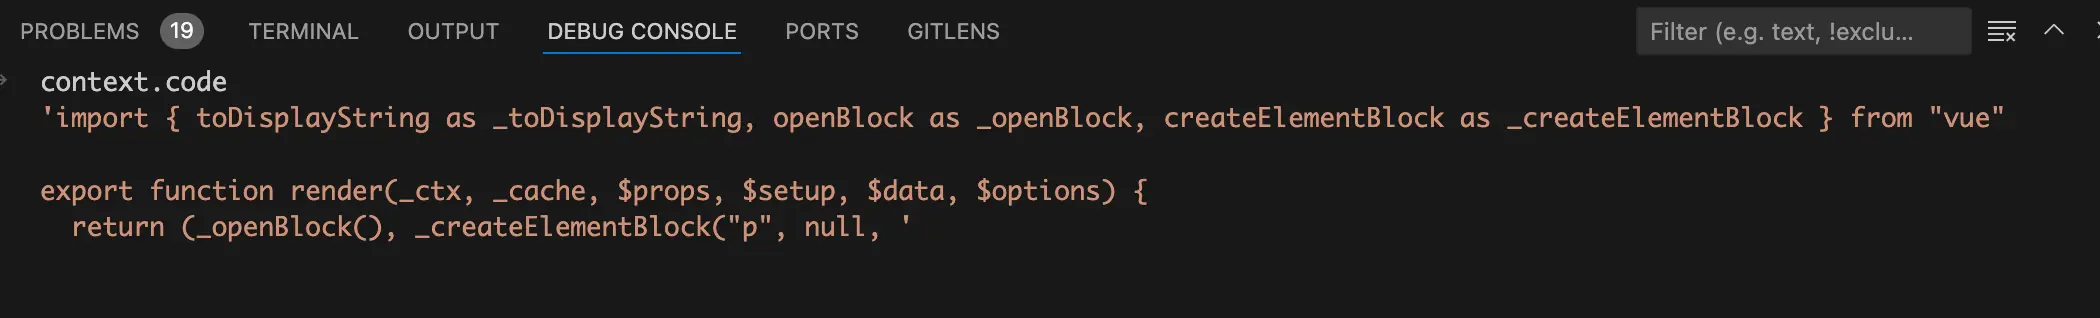 PROBLEMS 19 TERMINAL OUTPUT DEBUG CONSOLE PORTS GITLENS Filter (e.g. text, !exclu...
context.code
'import { toDisplayString as _toDisplayString, openBlock as _openBlock, createElementBlock as _createElementBlock } from "vue"
export function render(_ctx, _cache, $props, $setup, $data, $options) {
  return (_openBlock(), _createElementBlock("p", null, '